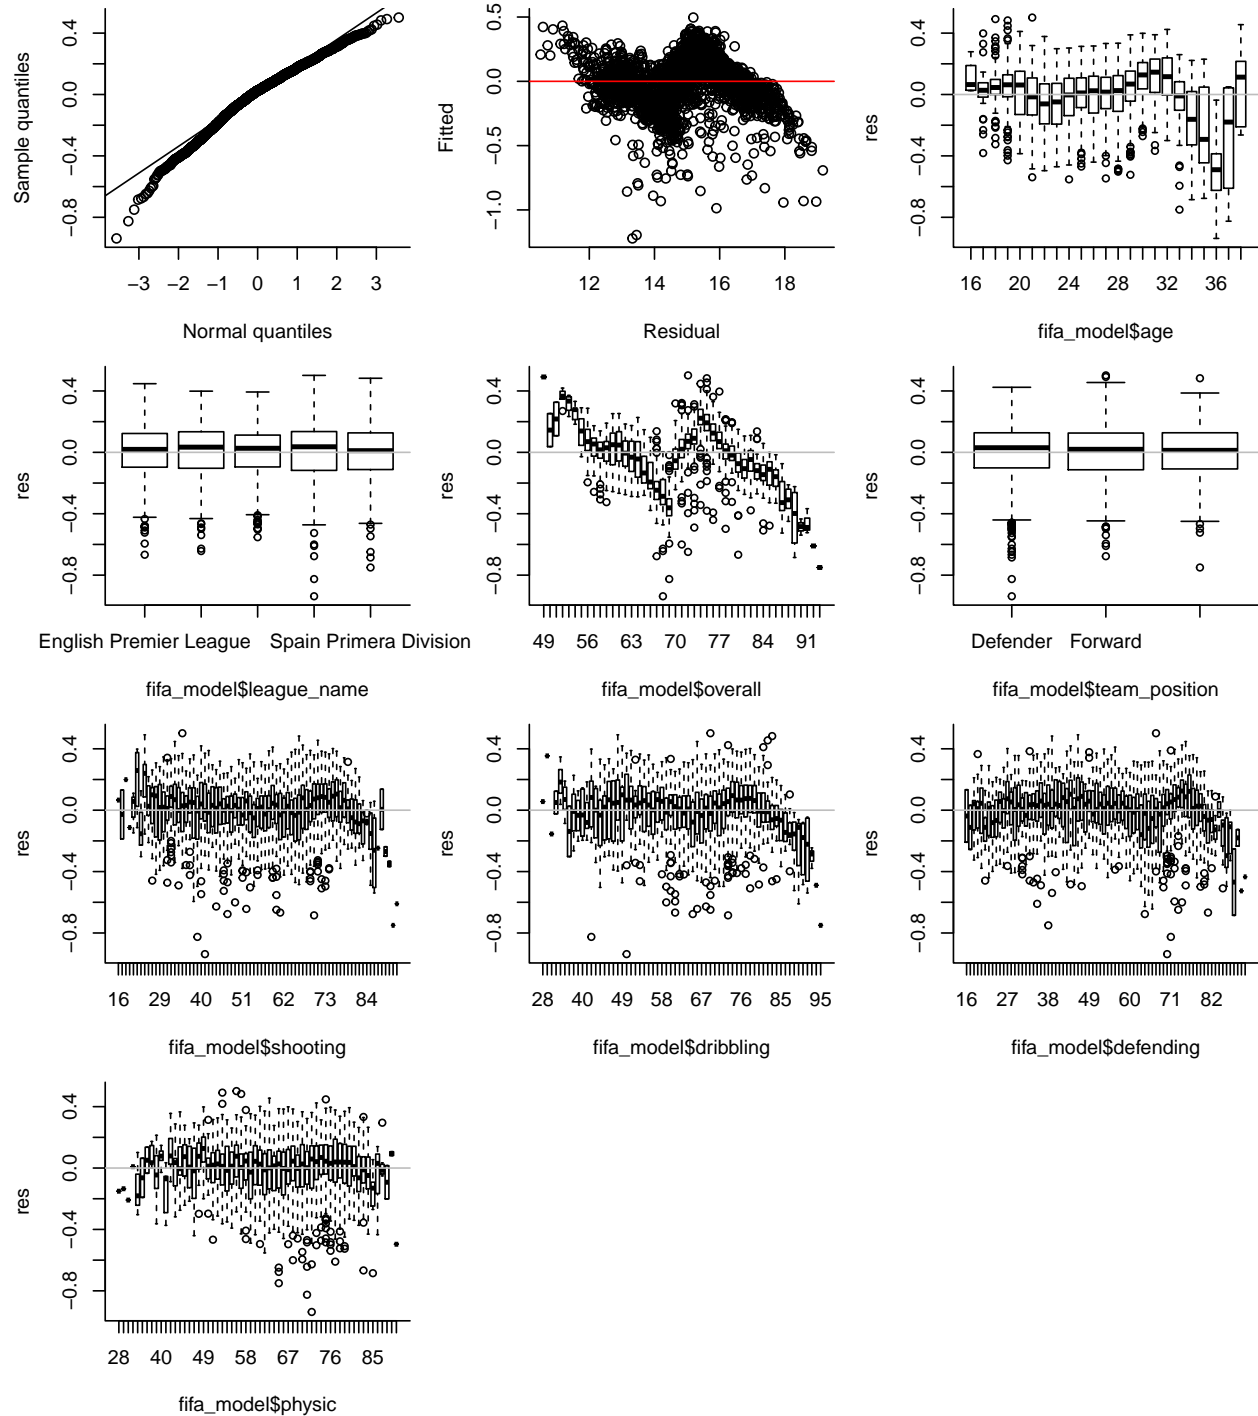 0.4
0.0
−0.4
−0.8
Sample quantiles
−3 −2 −1 0 1 2 3
Normal quantiles
0.5
0.0
−0.5
−1.0
Fitted
12 14 16 18
Residual
0.4
0.0
−0.4
−0.8
res
16 20 24 28 32 36
fifa_model$age
0.4
0.0
−0.4
−0.8
res
English Premier League Spain Primera Division
fifa_model$league_name
0.4
0.0
−0.4
−0.8
res
49 56 63 70 77 84 91
fifa_model$overall
0.4
0.0
−0.4
−0.8
res
Defender Forward
fifa_model$team_position
0.4
0.0
−0.4
−0.8
res
16 29 40 51 62 73 84
fifa_model$shooting
0.4
0.0
−0.4
−0.8
res
28 40 49 58 67 76 85 95
fifa_model$dribbling
0.4
0.0
−0.4
−0.8
res
16 27 38 49 60 71 82
fifa_model$defending
0.4
0.0
−0.4
−0.8
res
28 40 49 58 67 76 85
fifa_model$physic